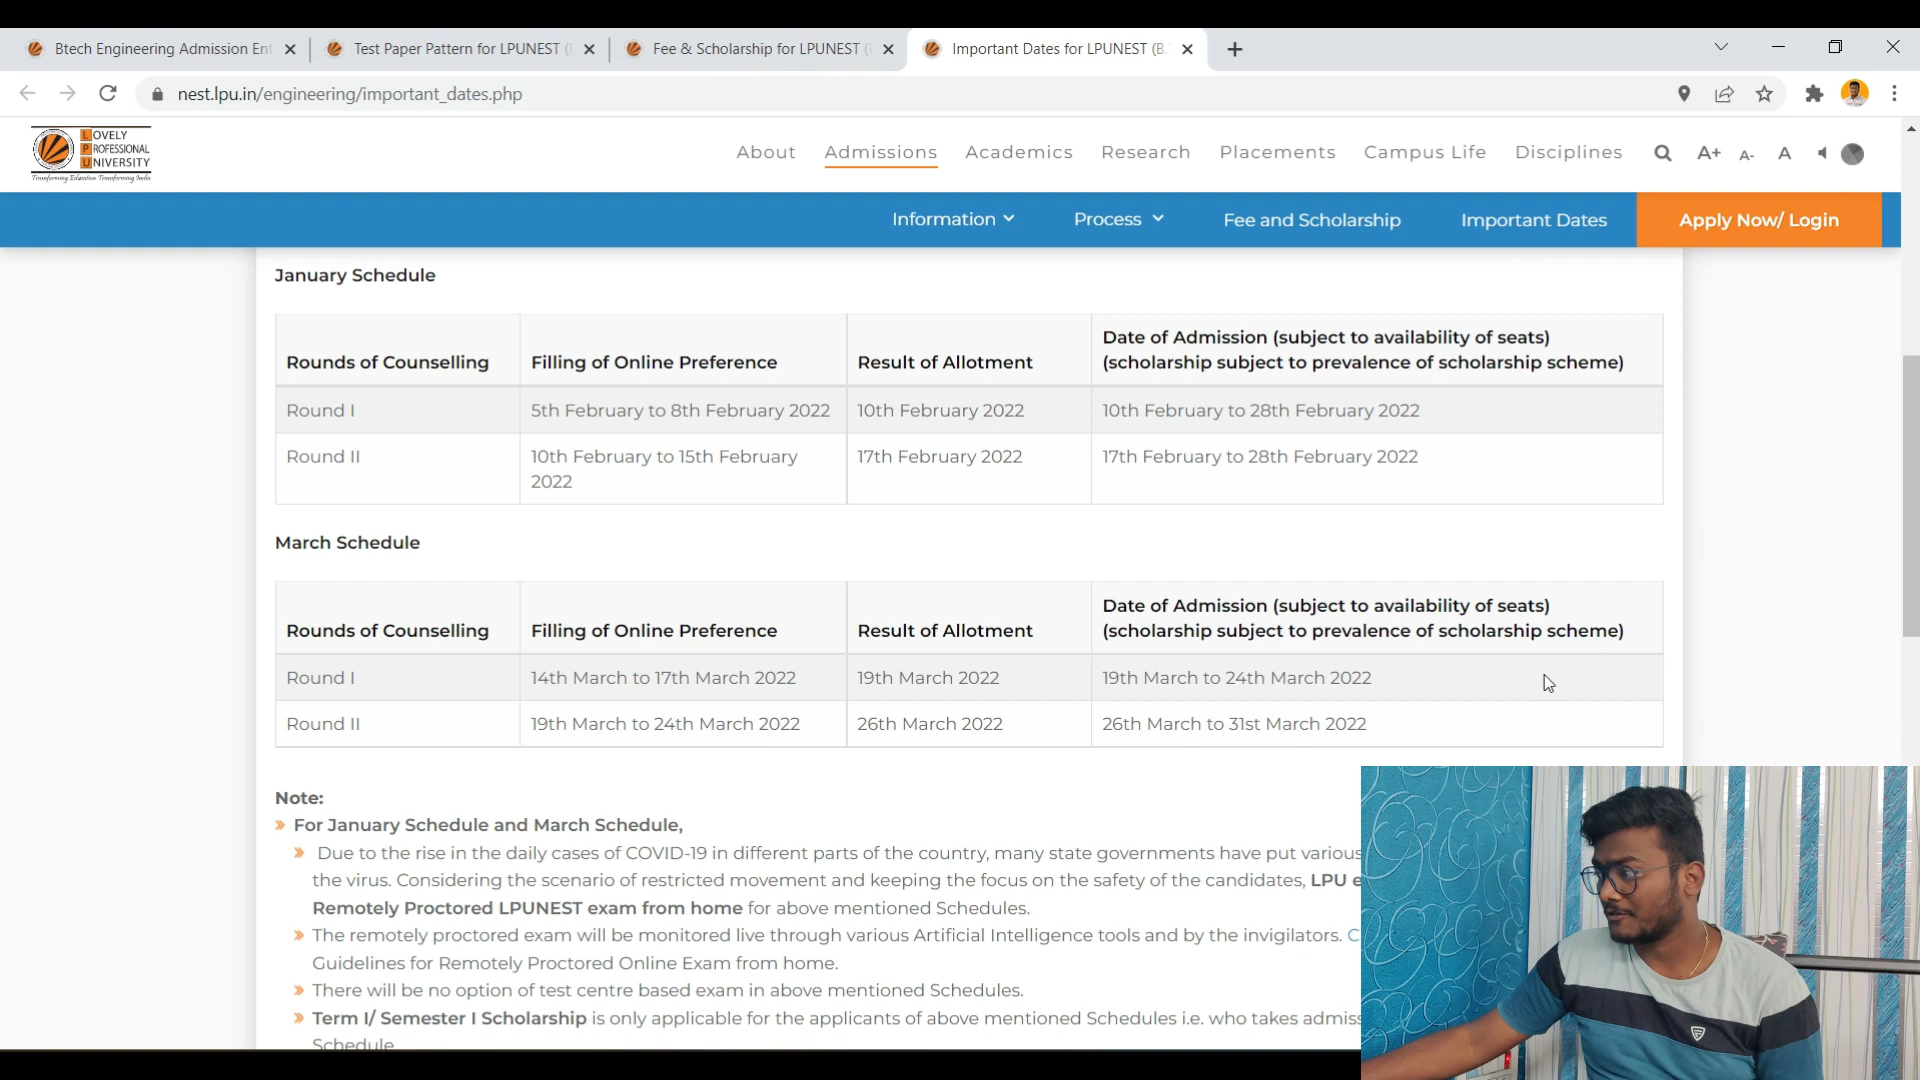 Btech Engineering Admission Ent
Test Paper Pattern for LPUNEST (
Fee & Scholarship for LPUNEST (
Important Dates for LPUNEST (B.
nest.lpu.in/engineering/important_dates.php
LOVELY
PROFESSIONAL
UNIVERSITY
Transforming Education Transforming India
About
Admissions
Academics
Research
Placements
Campus Life
Disciplines
A+
A-
A
Information
Process
Fee and Scholarship
Important Dates
Apply Now/ Login
January Schedule
Rounds of Counselling
Filling of Online Preference
Result of Allotment
Date of Admission (subject to availability of seats)
(scholarship subject to prevalence of scholarship scheme)
Round I
5th February to 8th February 2022
10th February 2022
10th February to 28th February 2022
Round II
10th February to 15th February
2022
17th February 2022
17th February to 28th February 2022
March Schedule
Rounds of Counselling
Filling of Online Preference
Result of Allotment
Date of Admission (subject to availability of seats)
(scholarship subject to prevalence of scholarship scheme)
Round I
14th March to 17th March 2022
19th March 2022
19th March to 24th March 2022
Round II
19th March to 24th March 2022
26th March 2022
26th March to 31st March 2022
Note:
For January Schedule and March Schedule,
Due to the rise in the daily cases of COVID-19 in different parts of the country, many state governments have put various
the virus. Considering the scenario of restricted movement and keeping the focus on the safety of the candidates, LPU e
Remotely Proctored LPUNEST exam from home for above mentioned Schedules.
The remotely proctored exam will be monitored live through various Artificial Intelligence tools and by the invigilators. C
Guidelines for Remotely Proctored Online Exam from home.
There will be no option of test centre based exam in above mentioned Schedules.
Term I/ Semester I Scholarship is only applicable for the applicants of above mentioned Schedules i.e. who takes admiss
Schedule